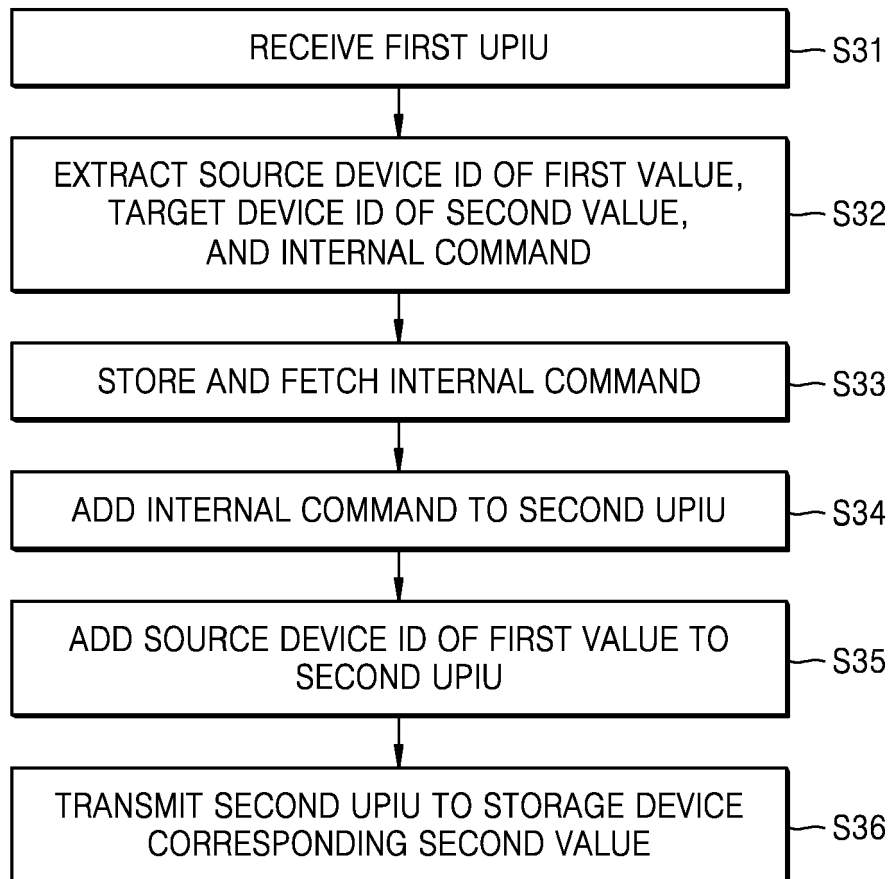 RECEIVE FIRST UPIU
S31
EXTRACT SOURCE DEVICE ID OF FIRST VALUE,
TARGET DEVICE ID OF SECOND VALUE,
AND INTERNAL COMMAND
S32
STORE AND FETCH INTERNAL COMMAND
S33
ADD INTERNAL COMMAND TO SECOND UPIU
S34
ADD SOURCE DEVICE ID OF FIRST VALUE TO
SECOND UPIU
S35
TRANSMIT SECOND UPIU TO STORAGE DEVICE
CORRESPONDING SECOND VALUE
S36